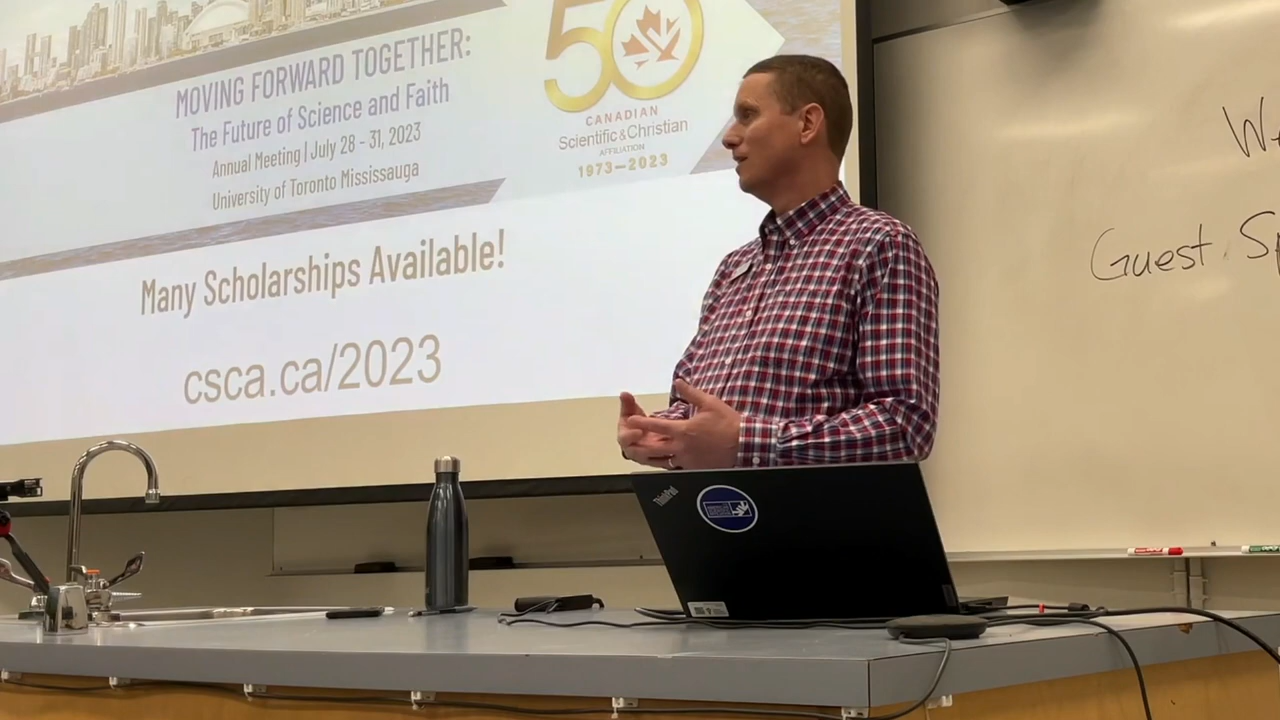 MOVING FORWARD TOGETHER:
The Future of Science and Faith
Annual Meeting | July 28 - 31, 2023
University of Toronto Mississauga
50
CANADIAN
Scientific & Christian
AFFILIATION
1973—2023
Many Scholarships Available!
csca.ca/2023
Guest
ThinkPad